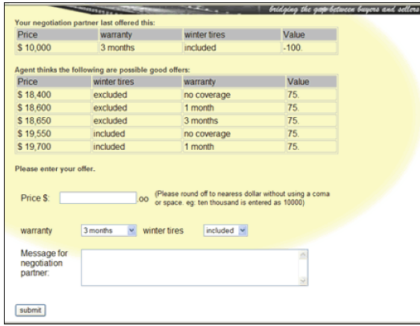 bridging the gap between buyers and sellers
Your negotiation partner last offered this:
Price warranty winter tires Value
$ 10,000 3 months included -100.
Agent thinks the following are possible good offers:
Price winter tires warranty Value
$ 18,400 excluded no coverage 75.
$ 18,600 excluded 1 month 75.
$ 18,650 excluded 3 months 75.
$ 19,550 included no coverage 75.
$ 19,700 included 1 month 75.
Please enter your offer.
Price $: .oo (Please round off to nearess dollar without using a coma
or space. eg. ten thousand is entered as 10000)
warranty 3 months winter tires included
Message for
negotiation
partner:
submit